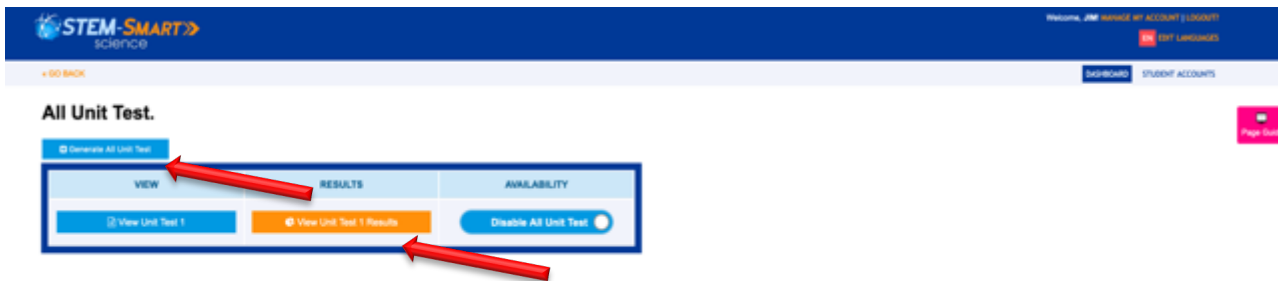 STEM-SMART
science
Welcome, JIM MANAGE MY ACCOUNT | LOGOUT!
EN EDIT LANGUAGES
« GO BACK
DASHBOARD STUDENT ACCOUNTS
All Unit Test.
Page Guid
Generate All Unit Test
VIEW RESULTS AVAILABILITY
View Unit Test 1 View Unit Test 1 Results Disable All Unit Test